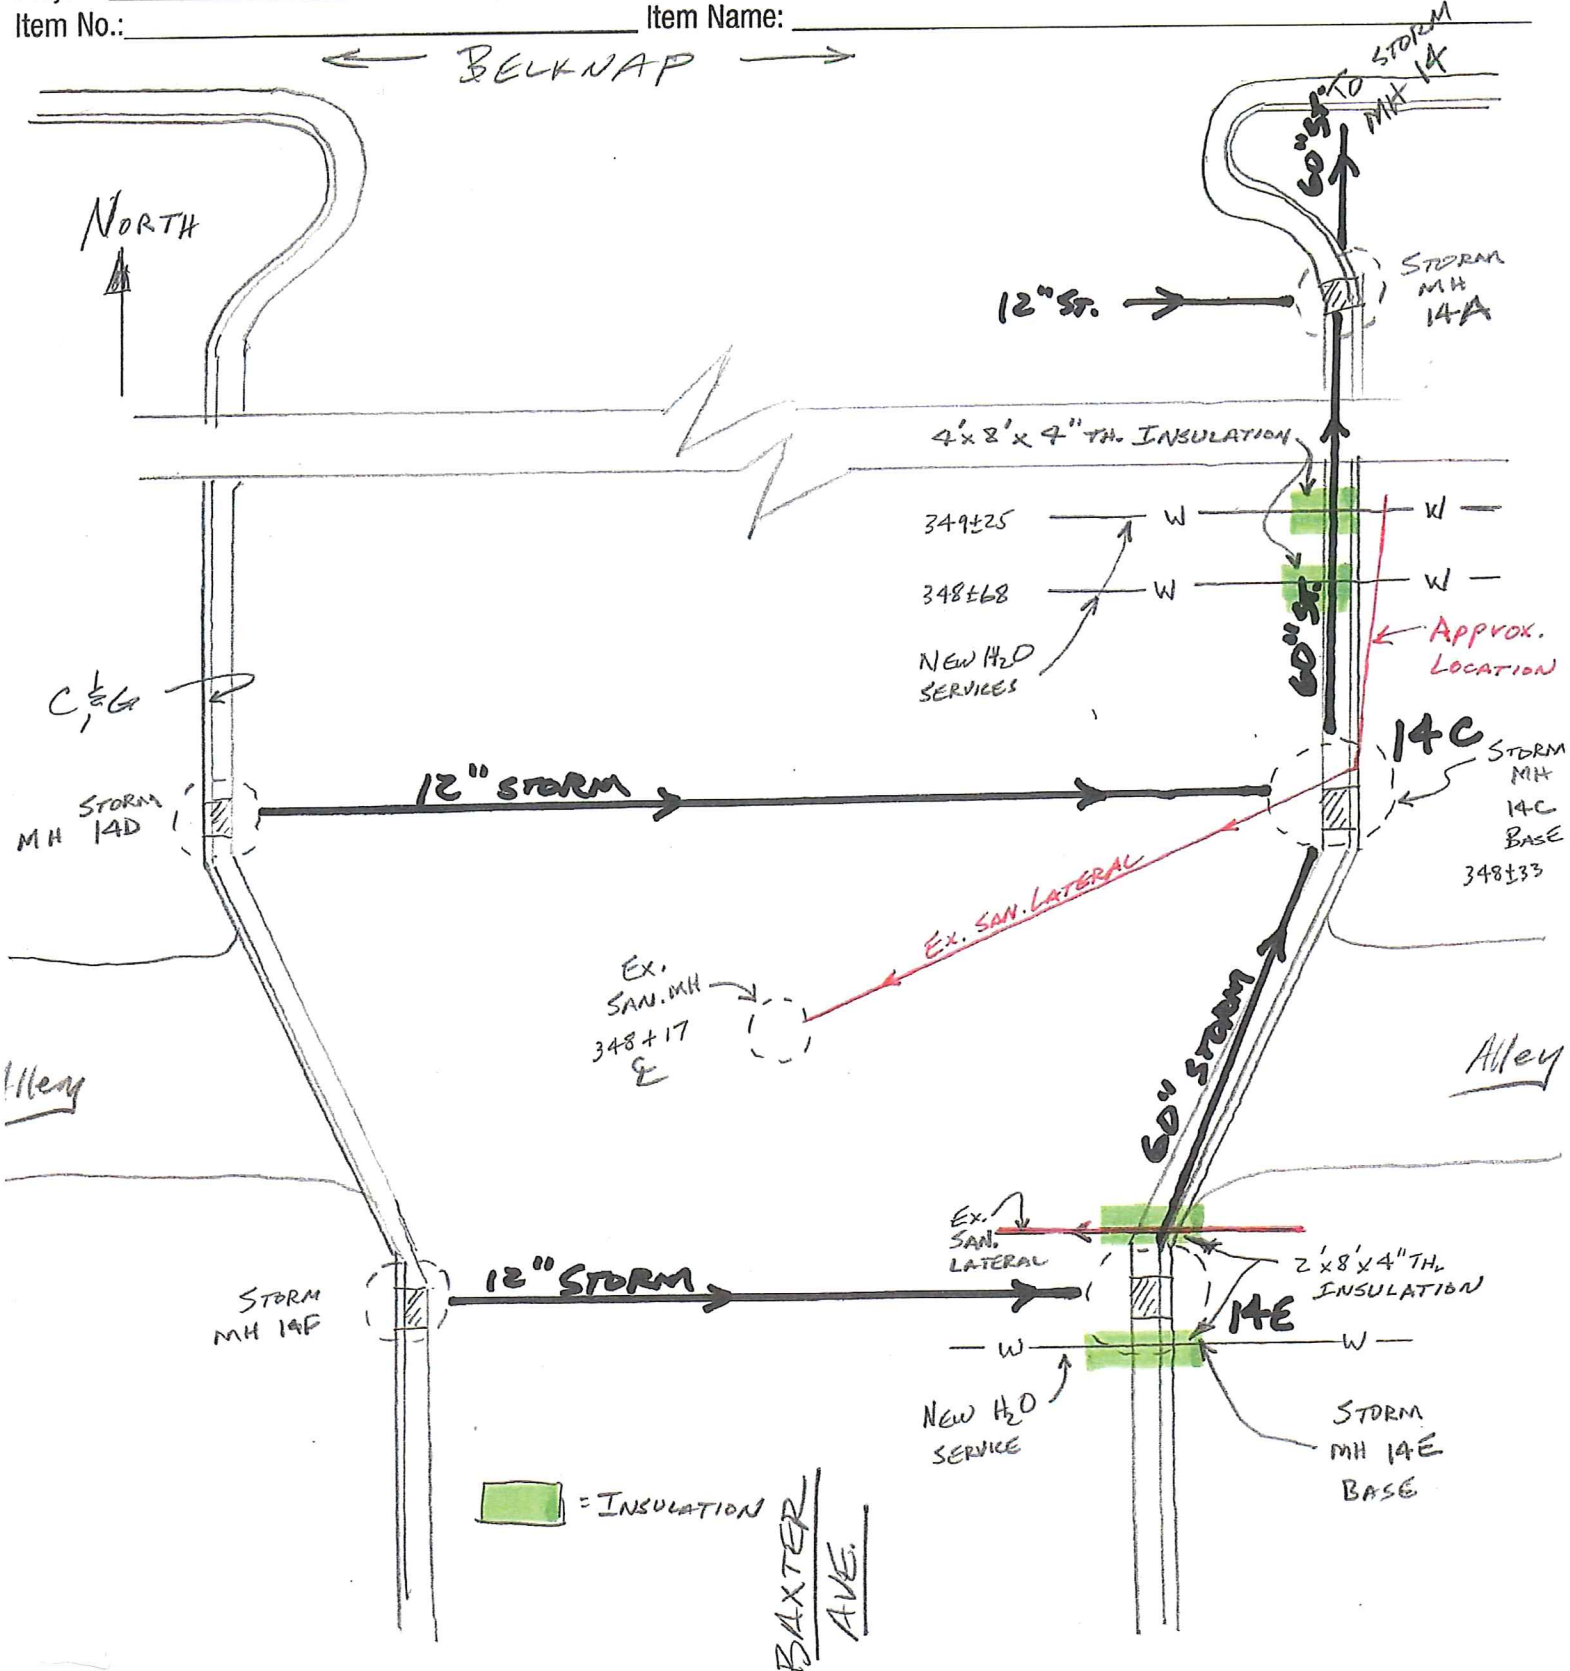 Item No.:
Item Name:
BELKNAP
TO STORM
MH 14
60" ST.
NORTH
STORM
MH
14A
12" ST.
4'x 8'x 4" TH. INSULATION
349+25
W
W
348+68
W
W
60" ST.
NEW H2O
SERVICES
Approx.
LOCATION
C & G
14C
STORM
MH
14C
BASE
348+33
12" STORM
STORM
MH 14D
Ex. SAN. LATERAL
Ex.
SAN. MH
348+17
℄
60" STORM
Alley
Alley
Ex.
SAN.
LATERAL
2'x8'x4" TH.
INSULATION
12" STORM
STORM
MH 14F
14E
W
W
NEW H2O
SERVICE
STORM
MH 14E
BASE
= INSULATION
BAXTER
AVE.